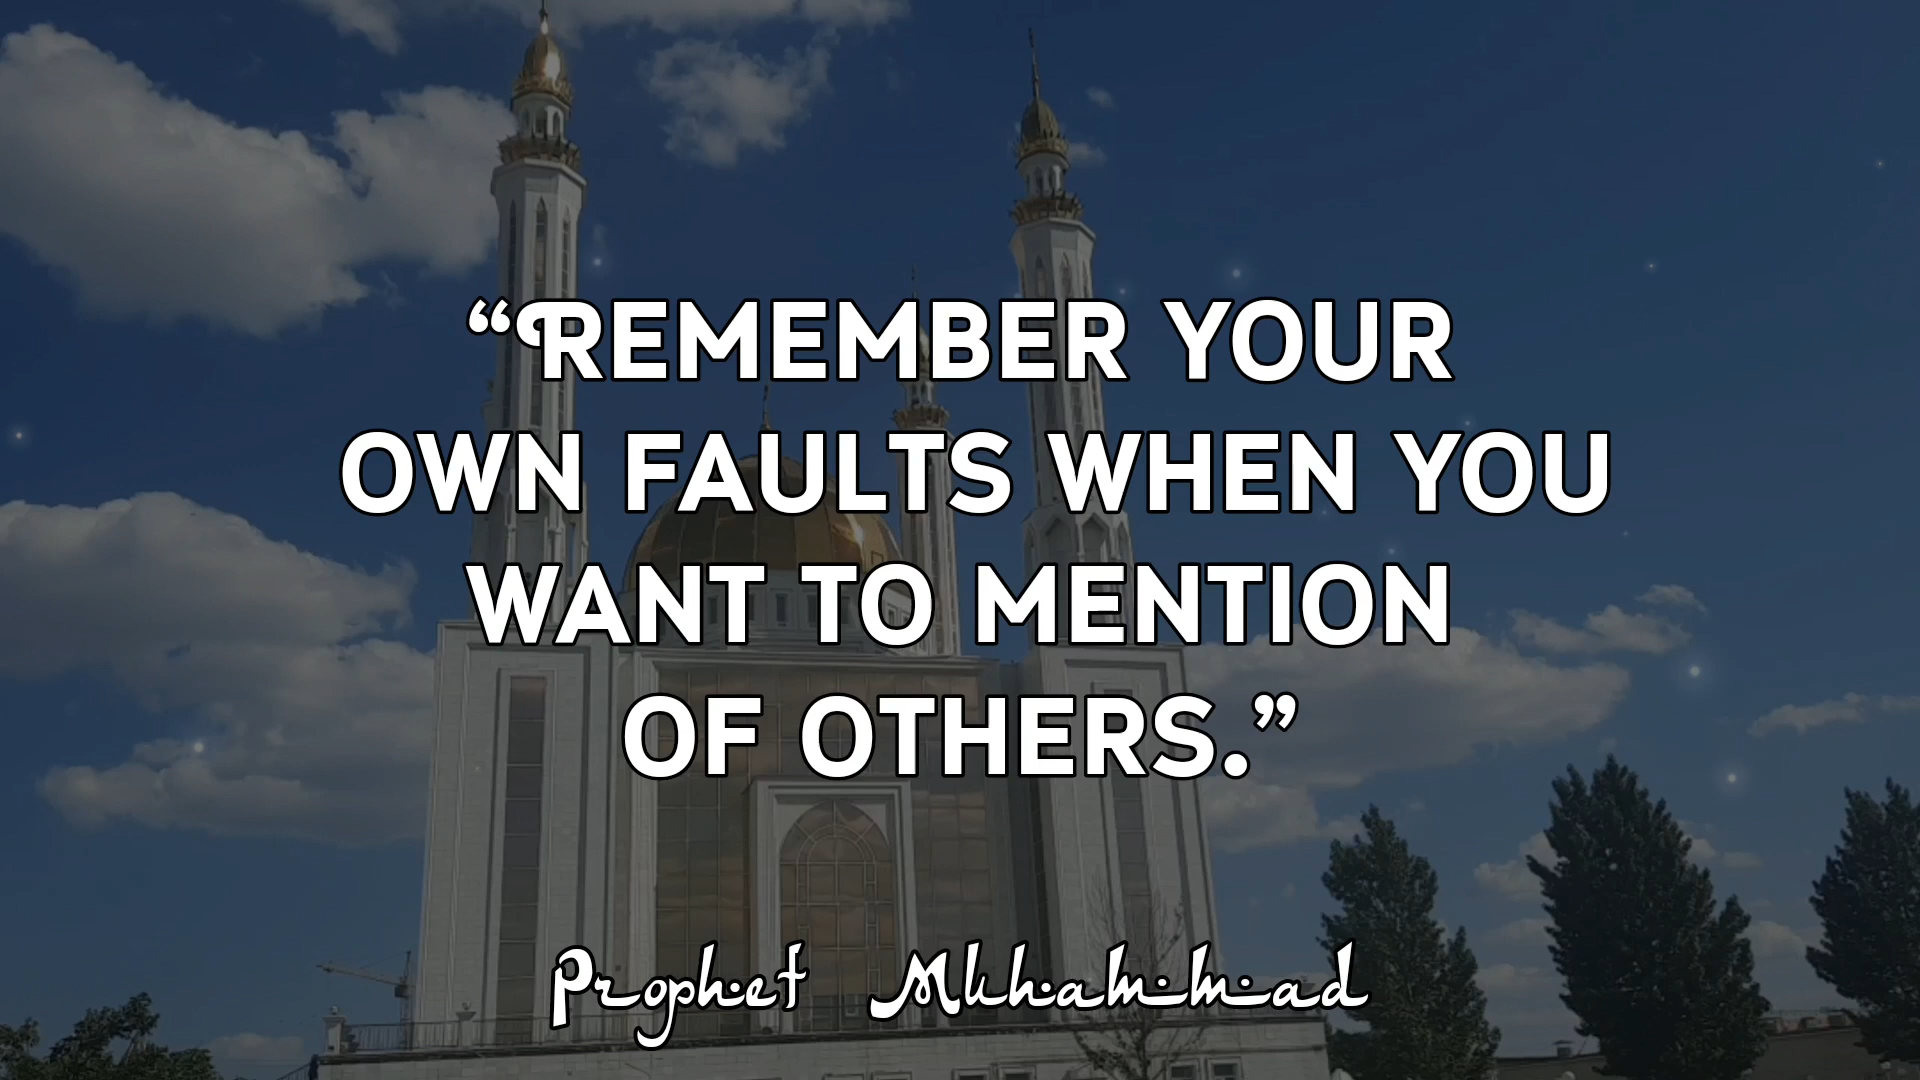 “REMEMBER YOUR
OWN FAULTS WHEN YOU
WANT TO MENTION
OF OTHERS.”
Prophet Muhammad